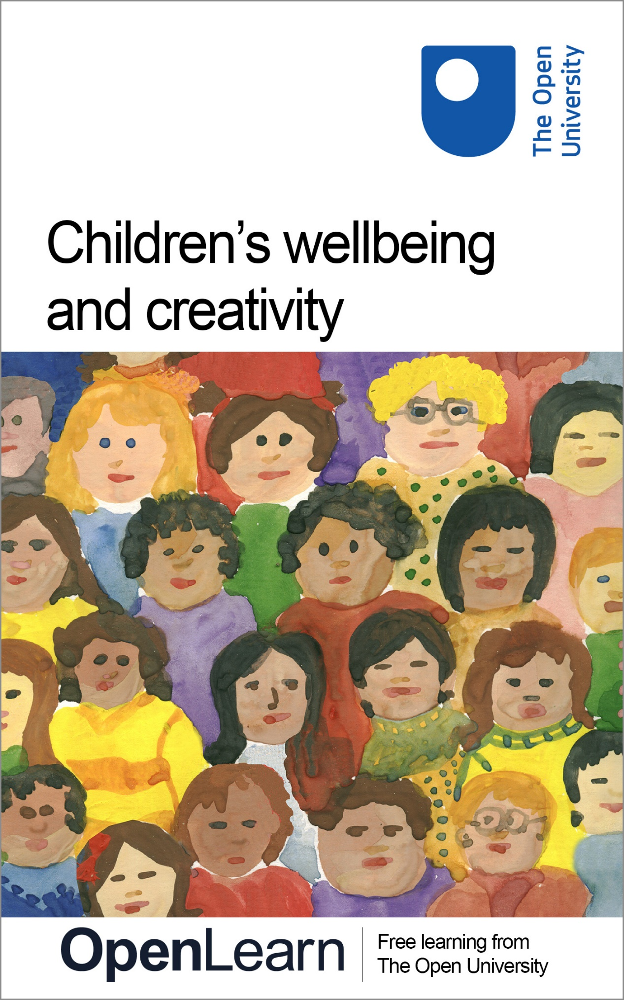 The Open
University
Children’s wellbeing
and creativity
OpenLearn
Free learning from
The Open University